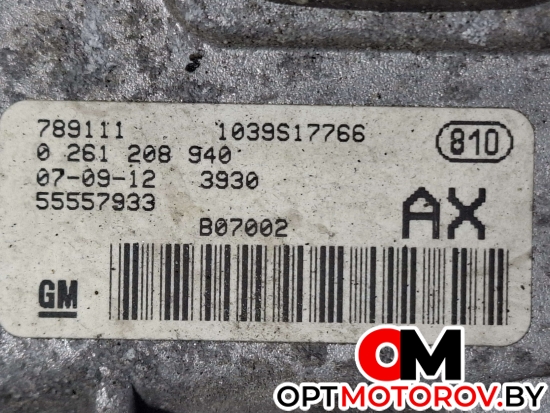 789111 1039S17766 810
0 261 208 940
07-09-12 3930
55557933
B07002
AX
GM
OM
OPTMOTOROV.BY